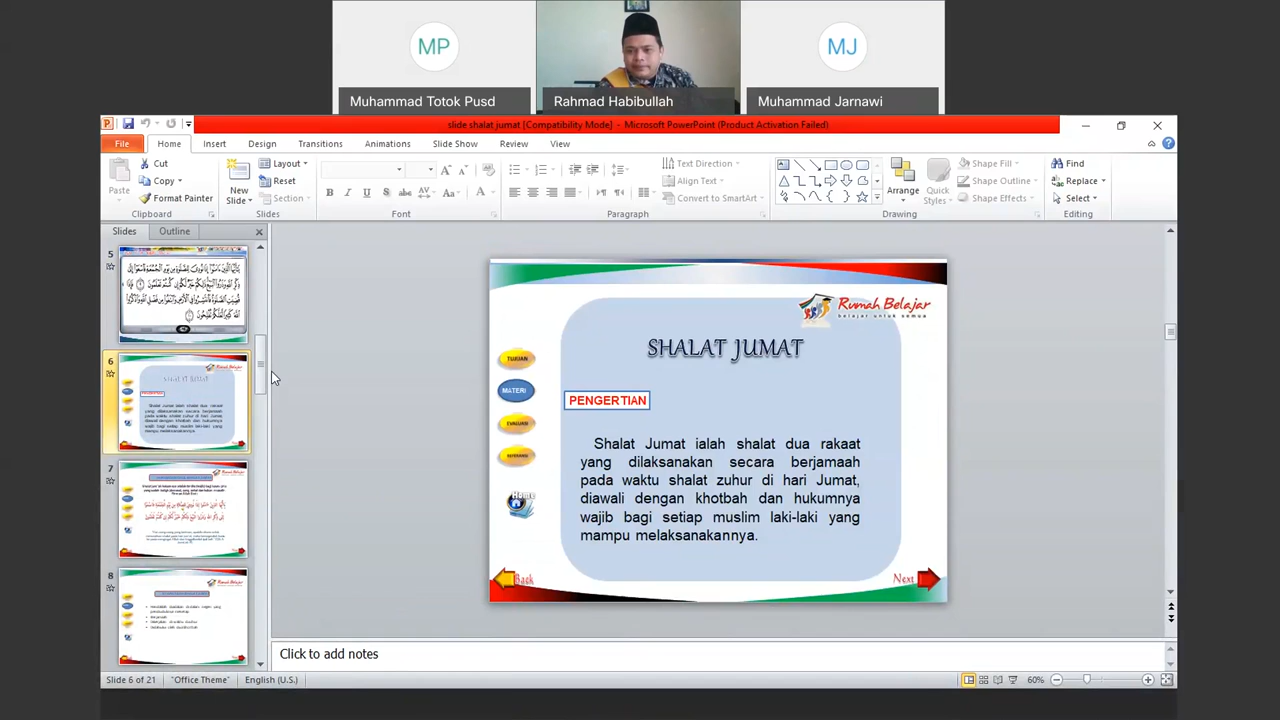 MP
MJ
Muhammad Totok Pusd
Rahmad Habibullah
Muhammad Jarnawi
slide shalat jumat [Compatibility Mode] – Microsoft PowerPoint (Product Activation Failed)
File Home Insert Design Transitions Animations Slide Show Review View
Paste
Cut
Copy
Format Painter
Clipboard
New Slide
Layout
Reset
Section
Slides
Font
Text Direction
Align Text
Convert to SmartArt
Paragraph
Arrange
Quick Styles
Shape Fill
Shape Outline
Shape Effects
Drawing
Find
Replace
Select
Editing
Slides Outline
5
6
7
8
Rumah Belajar
belajar untuk semua
SHALAT JUMAT
TUJUAN
MATERI
EVALUASI
Home
PENGERTIAN
Shalat Jumat ialah shalat dua rakaat
yang dilaksanakan secara berjamaah
pada waktu shalat zuhur di hari Jumat,
diawali dengan khotbah dan hukumnya
wajib bagi setiap muslim laki-laki yang
mampu melaksanakannya.
Back
Next
Click to add notes
Slide 6 of 21 "Office Theme" English (U.S.) 60%